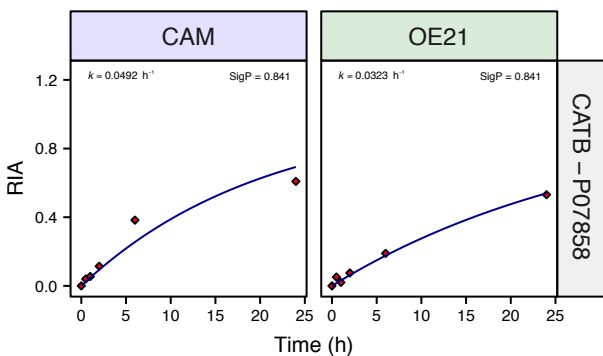 CAM
OE21
k = 0.0492 h⁻¹
SigP = 0.841
k = 0.0323 h⁻¹
SigP = 0.841
CATB – P07858
RIA
1.2
0.8
0.4
0.0
0 5 10 15 20 25
0 5 10 15 20 25
Time (h)